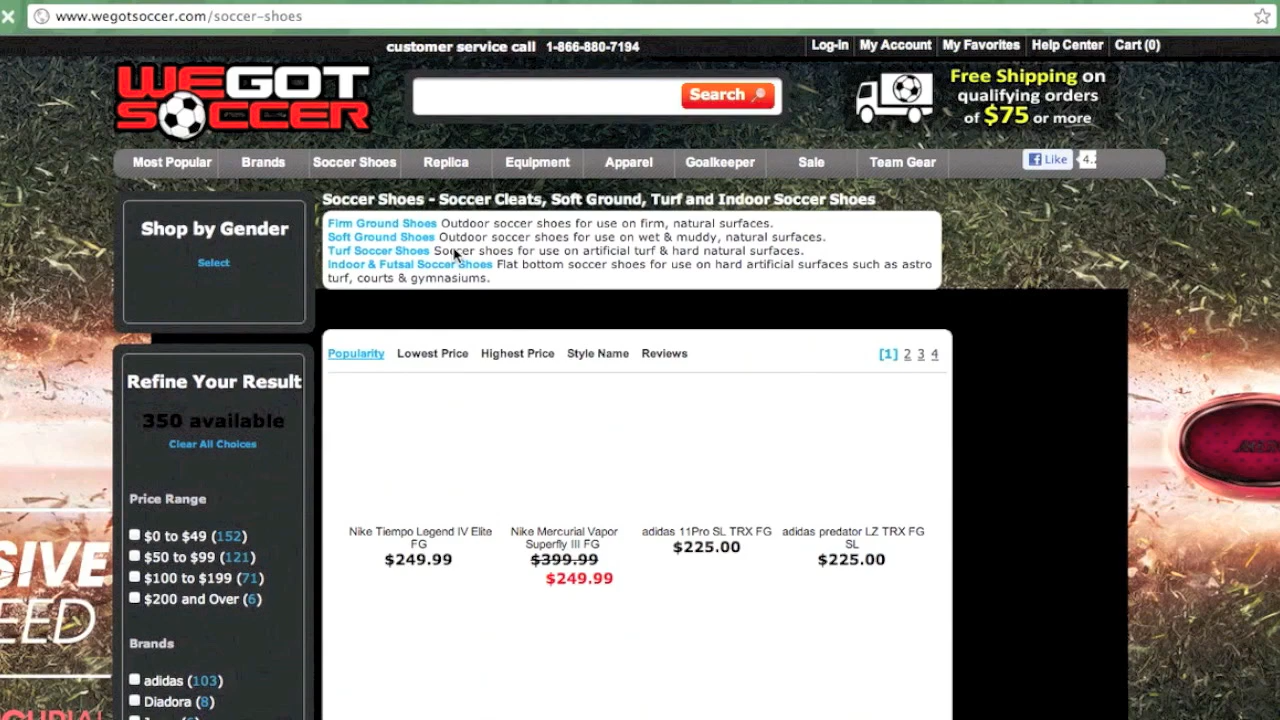 www.wegotsoccer.com/soccer-shoes
customer service call 1-866-880-7194
Log-In My Account My Favorites Help Center Cart (0)
WEGOT
SOCCER
Search
Free Shipping on
qualifying orders
of $75 or more
Most Popular Brands Soccer Shoes Replica Equipment Apparel Goalkeeper Sale Team Gear
Like
Shop by Gender
Select
Soccer Shoes - Soccer Cleats, Soft Ground, Turf and Indoor Soccer Shoes
Firm Ground Shoes Outdoor soccer shoes for use on firm, natural surfaces.
Soft Ground Shoes Outdoor soccer shoes for use on wet & muddy, natural surfaces.
Turf Soccer Shoes Soccer shoes for use on artificial turf & hard natural surfaces.
Indoor & Futsal Soccer Shoes Flat bottom soccer shoes for use on hard artificial surfaces such as astro
turf, courts & gymnasiums.
Popularity Lowest Price Highest Price Style Name Reviews [1] 2 3 4
Refine Your Result
350 available
Clear All Choices
Price Range
$0 to $49 (152)
$50 to $99 (121)
$100 to $199 (71)
$200 and Over (6)
Brands
adidas (103)
Diadora (8)
Nike Tiempo Legend IV Elite
FG
$249.99
Nike Mercurial Vapor
Superfly III FG
$399.99
$249.99
adidas 11Pro SL TRX FG
$225.00
adidas predator LZ TRX FG
SL
$225.00